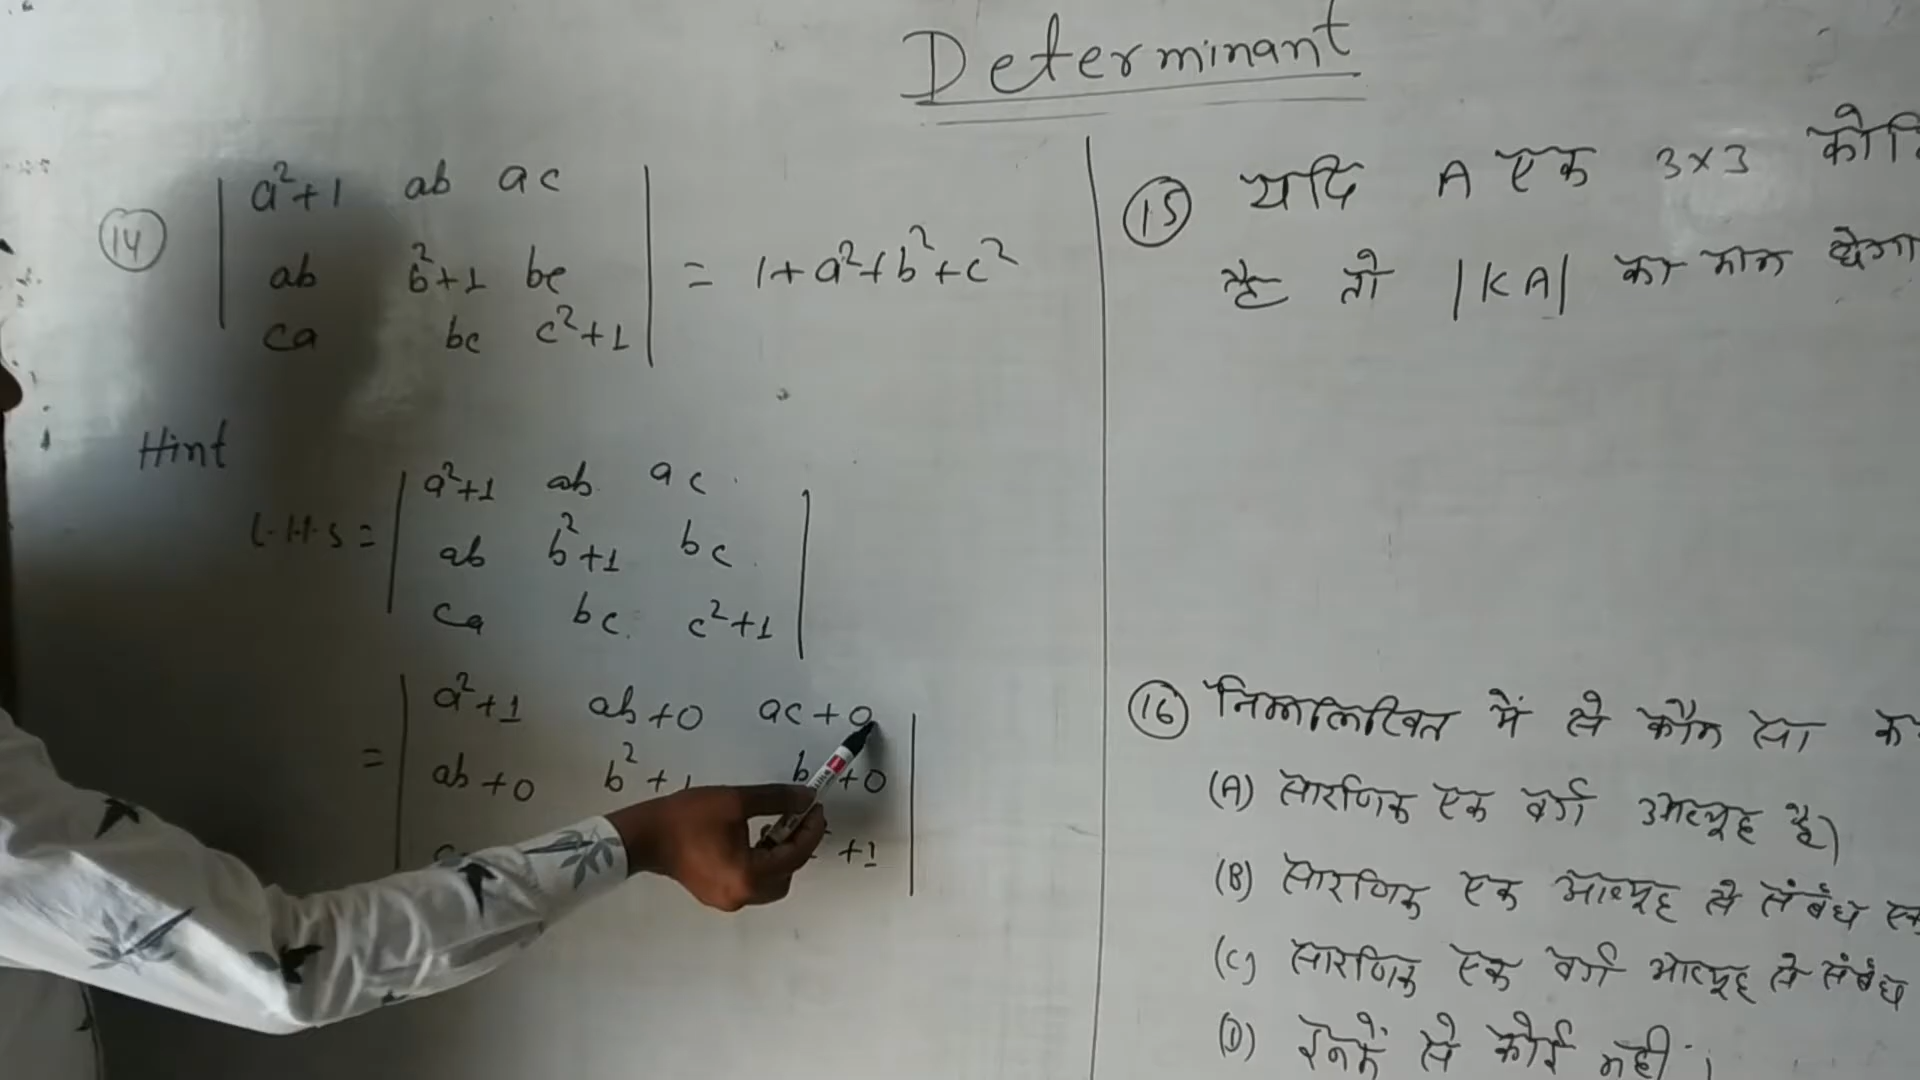 Determinant
(14) | a²+1 ab ac |
| ab b²+1 bc | = 1+a²+b²+c²
| ca bc c²+1 |
Hint
| a²+1 ab ac |
L.H.S = | ab b²+1 bc |
| ca bc c²+1 |
| a²+1 ab+0 ac+0 |
= | ab+0 b²+1 +0 |
+1 |
(15) यदि A एक 3×3
है तो |KA| का मान होगा
(16) निम्नलिखित में से कौन सा
(A) सारणिक एक वर्ग आव्यूह है।
(B) सारणिक एक आव्यूह से संबंध
(C) सारणिक एक वर्ग आव्यूह से संबंध
(D) इनमें से कोई नहीं।